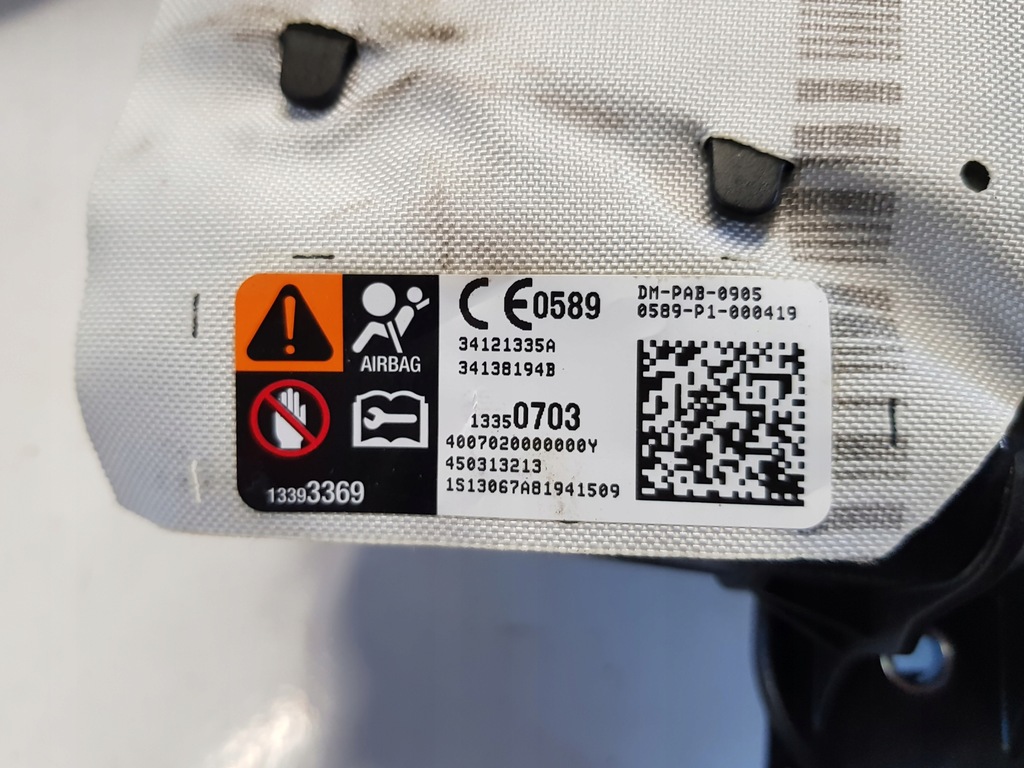 AIRBAG
13393369
CE0589
34121335A
34138194B
13350703
4007020000000Y
450313213
1S13067A81941509
DM-PAB-0905
0589-P1-000419